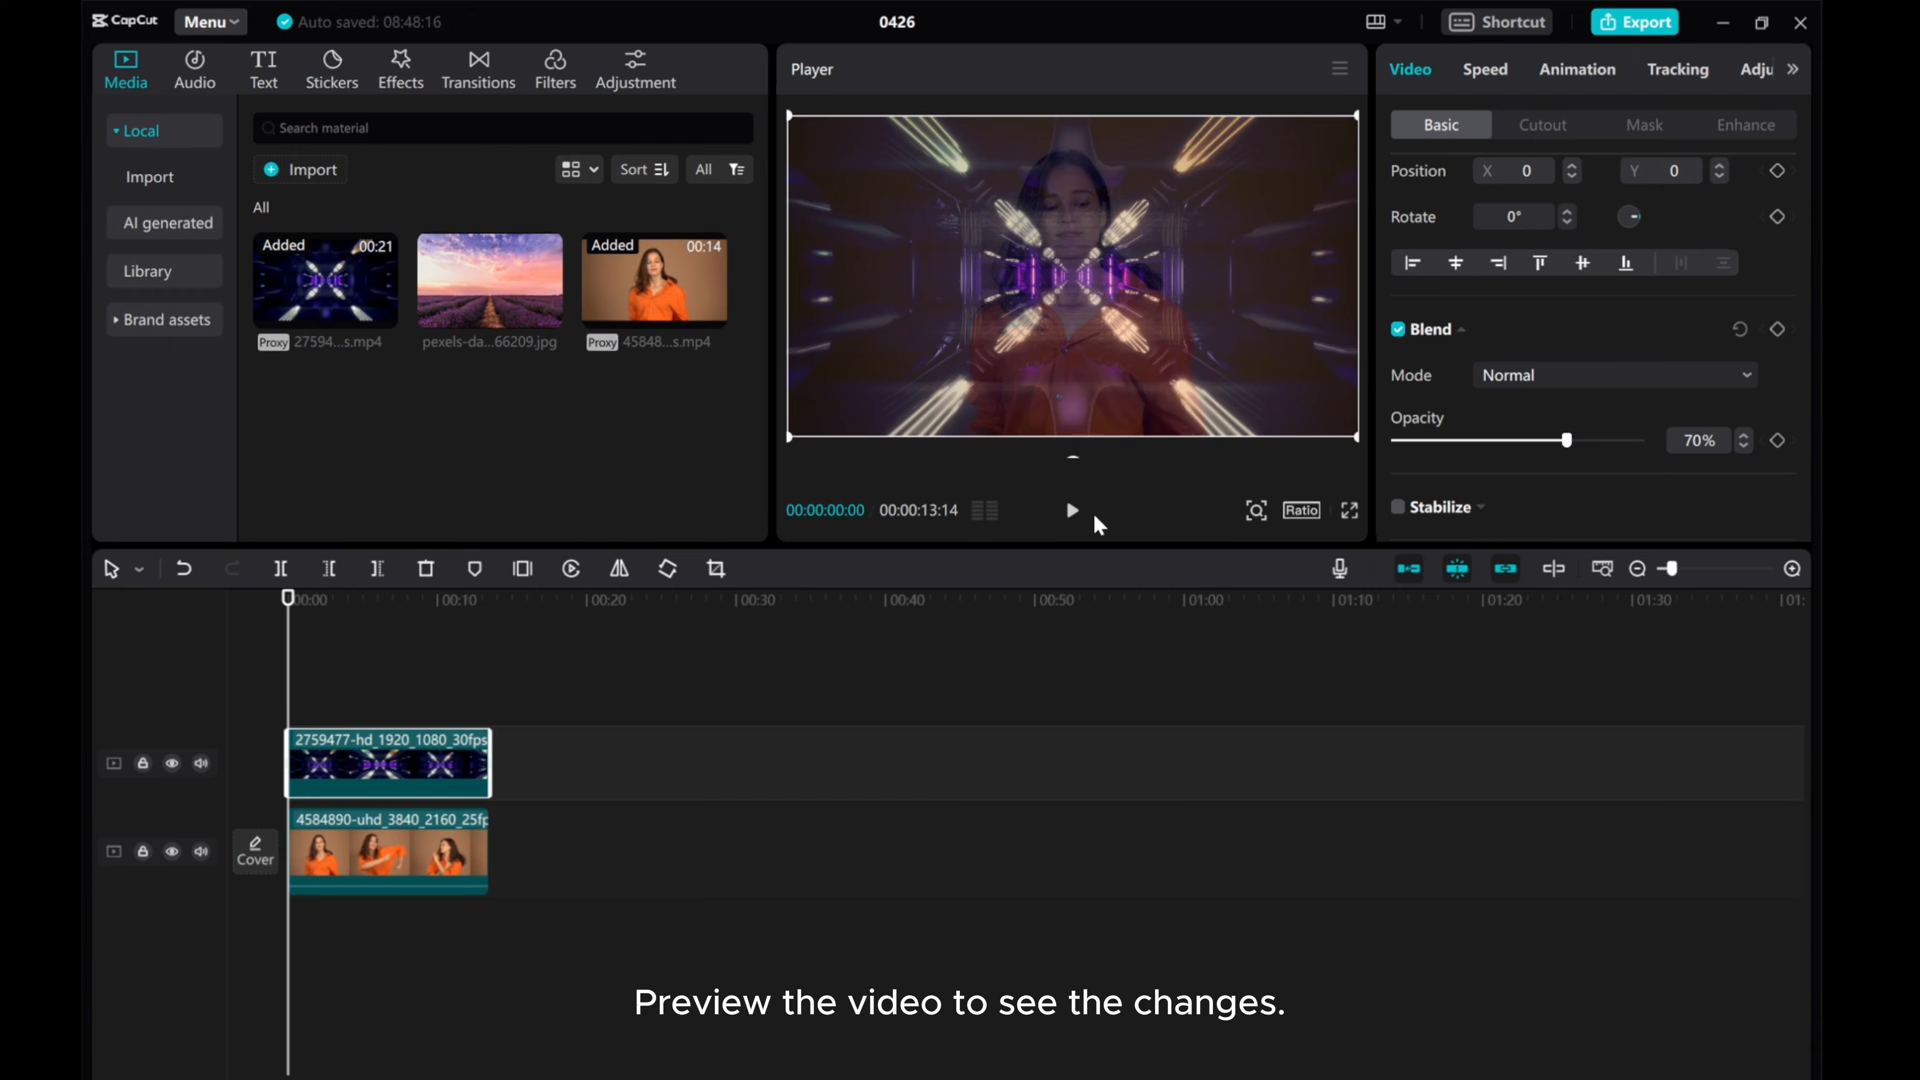 CapCut
Menu
Auto saved: 08:48:16
0426
Shortcut
Export
Media
Audio
Text
Stickers
Effects
Transitions
Filters
Adjustment
Local
Import
AI generated
Library
Brand assets
Search material
Import
Sort
All
All
Added
00:21
Proxy
27594...s.mp4
pexels-da...66209.jpg
Added
00:14
Proxy
45848...s.mp4
Player
00:00:00:00
00:00:13:14
Ratio
Video
Speed
Animation
Tracking
Adju
Basic
Cutout
Mask
Enhance
Position
X 0
Y 0
Rotate
0°
Blend
Mode
Normal
Opacity
70%
Stabilize
00:00
00:10
00:20
00:30
00:40
00:50
01:00
01:10
01:20
01:30
01:
2759477-hd_1920_1080_30fps
4584890-uhd_3840_2160_25fp
Cover
Preview the video to see the changes.